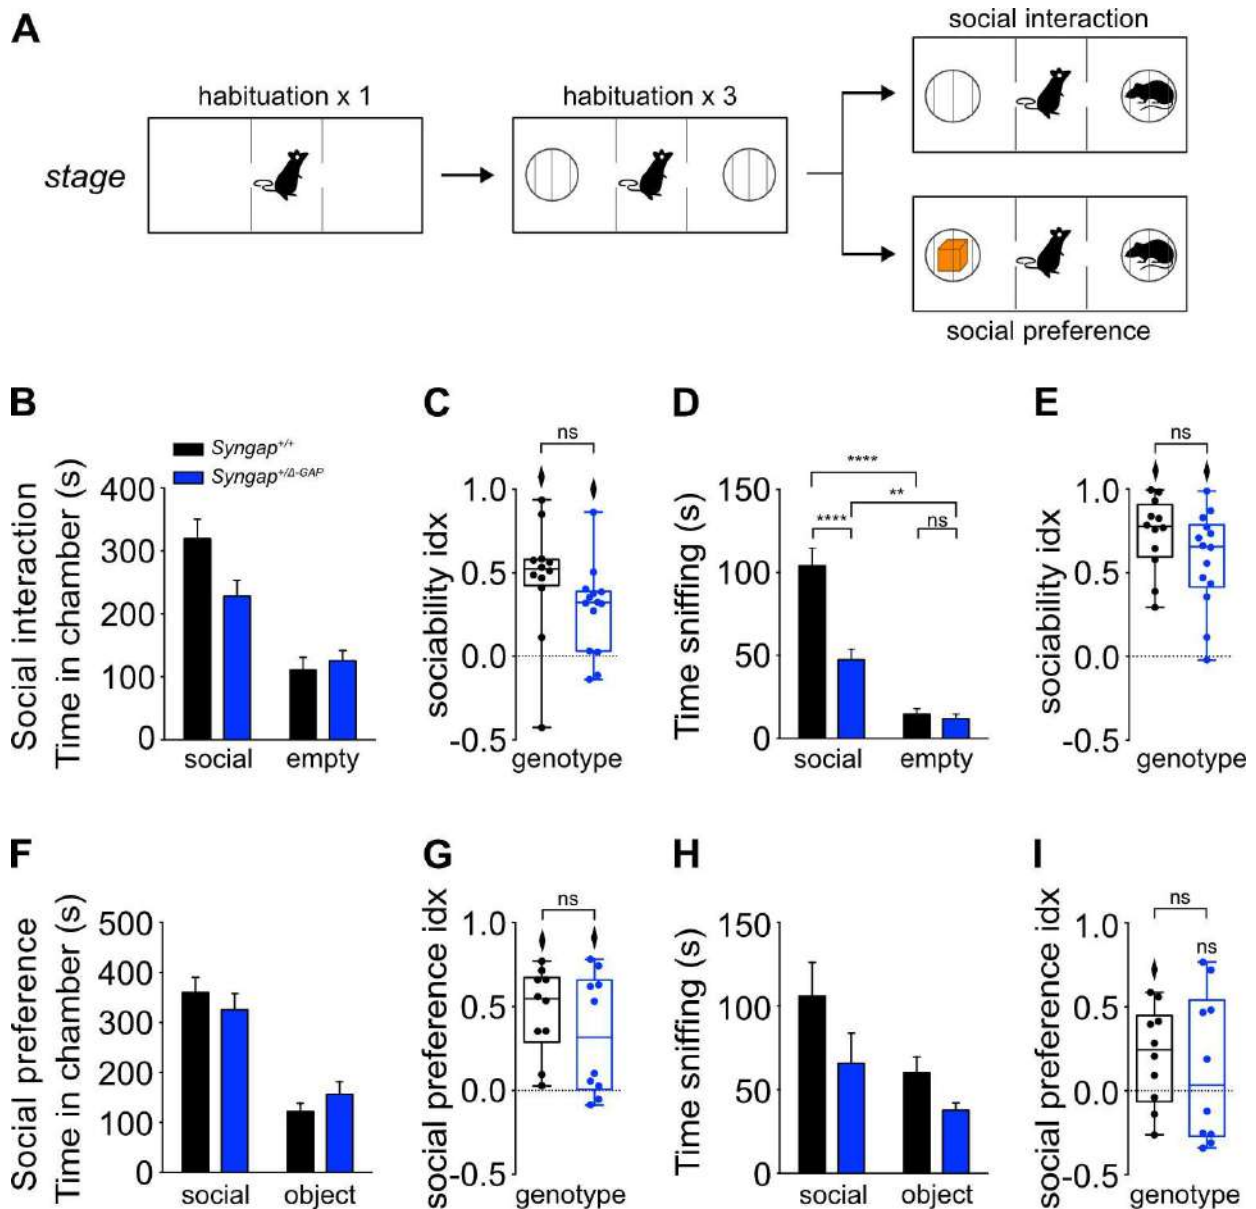 A
social interaction
habituation x 1
habituation x 3
stage
social preference
B
C
D
E
Syngap+/+
Syngap+/Δ-GAP
Social interaction
Time in chamber (s)
400
300
200
100
0
social empty
ns
sociability idx
1.0
0.5
0.0
-0.5
genotype
Time sniffing (s)
150
100
50
0
****
**
****
ns
social empty
ns
sociability idx
1.0
0.5
0.0
-0.5
genotype
F
G
H
I
Social preference
Time in chamber (s)
500
400
300
200
100
0
social object
ns
social preference idx
1.0
0.5
0.0
-0.5
genotype
Time sniffing (s)
150
100
50
0
social object
ns
ns
social preference idx
1.0
0.5
0.0
-0.5
genotype